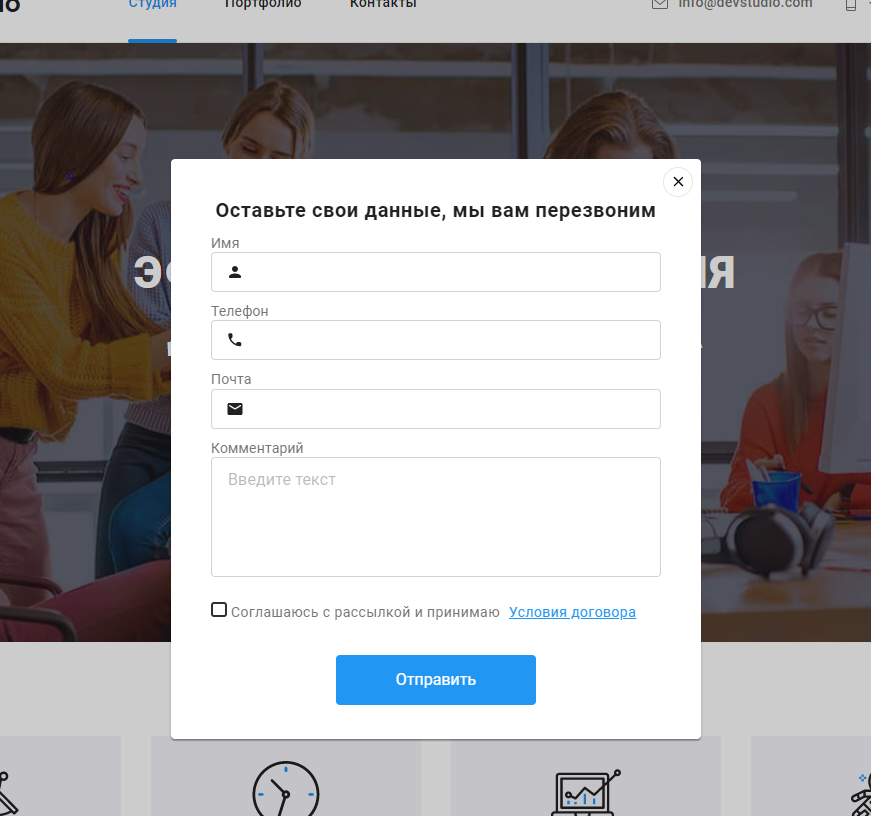 Студия Портфолио Контакты info@devstudio.com
Оставьте свои данные, мы вам перезвоним
Имя
Телефон
Почта
Комментарий
Введите текст
Соглашаюсь с рассылкой и принимаю Условия договора
Отправить